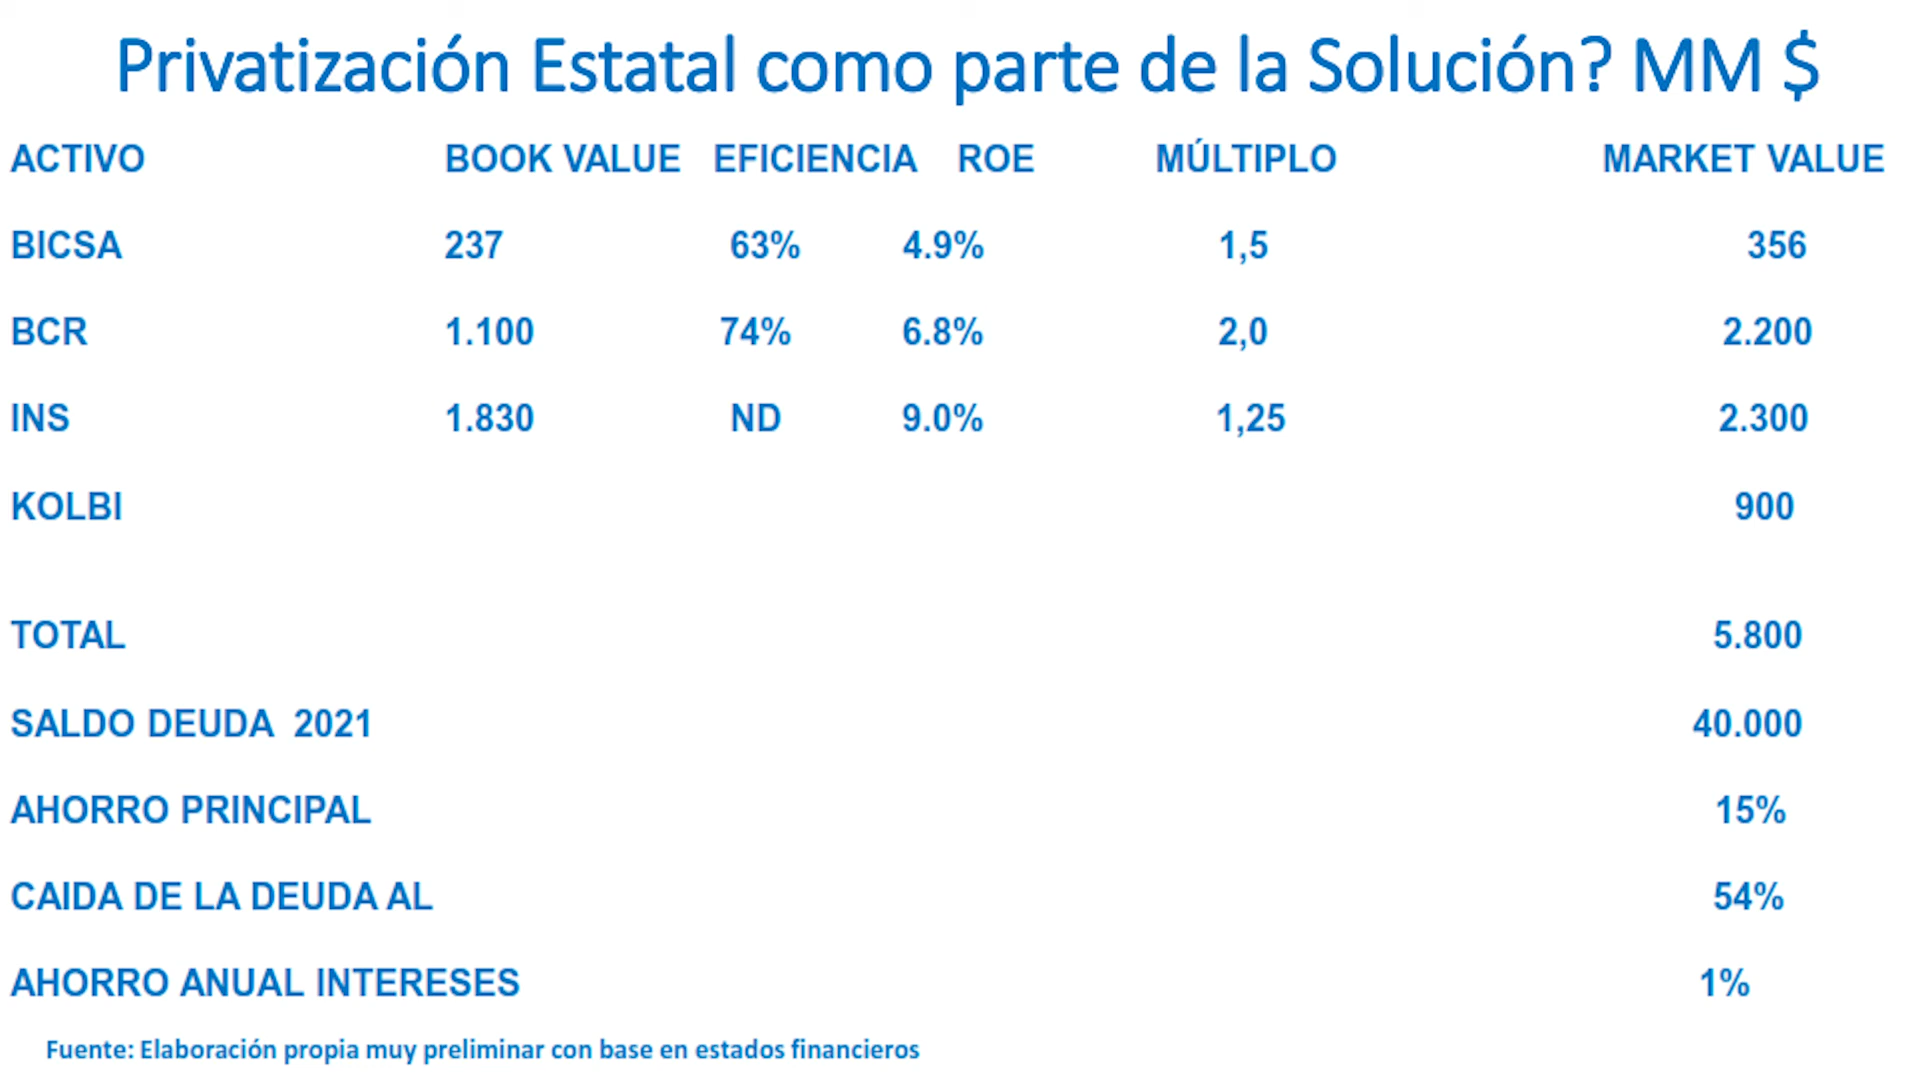 Privatización Estatal como parte de la Solución? MM $
ACTIVO BOOK VALUE EFICIENCIA ROE MÚLTIPLO MARKET VALUE
BICSA 237 63% 4.9% 1,5 356
BCR 1.100 74% 6.8% 2,0 2.200
INS 1.830 ND 9.0% 1,25 2.300
KOLBI 900
TOTAL 5.800
SALDO DEUDA 2021 40.000
AHORRO PRINCIPAL 15%
CAIDA DE LA DEUDA AL 54%
AHORRO ANUAL INTERESES 1%
Fuente: Elaboración propia muy preliminar con base en estados financieros